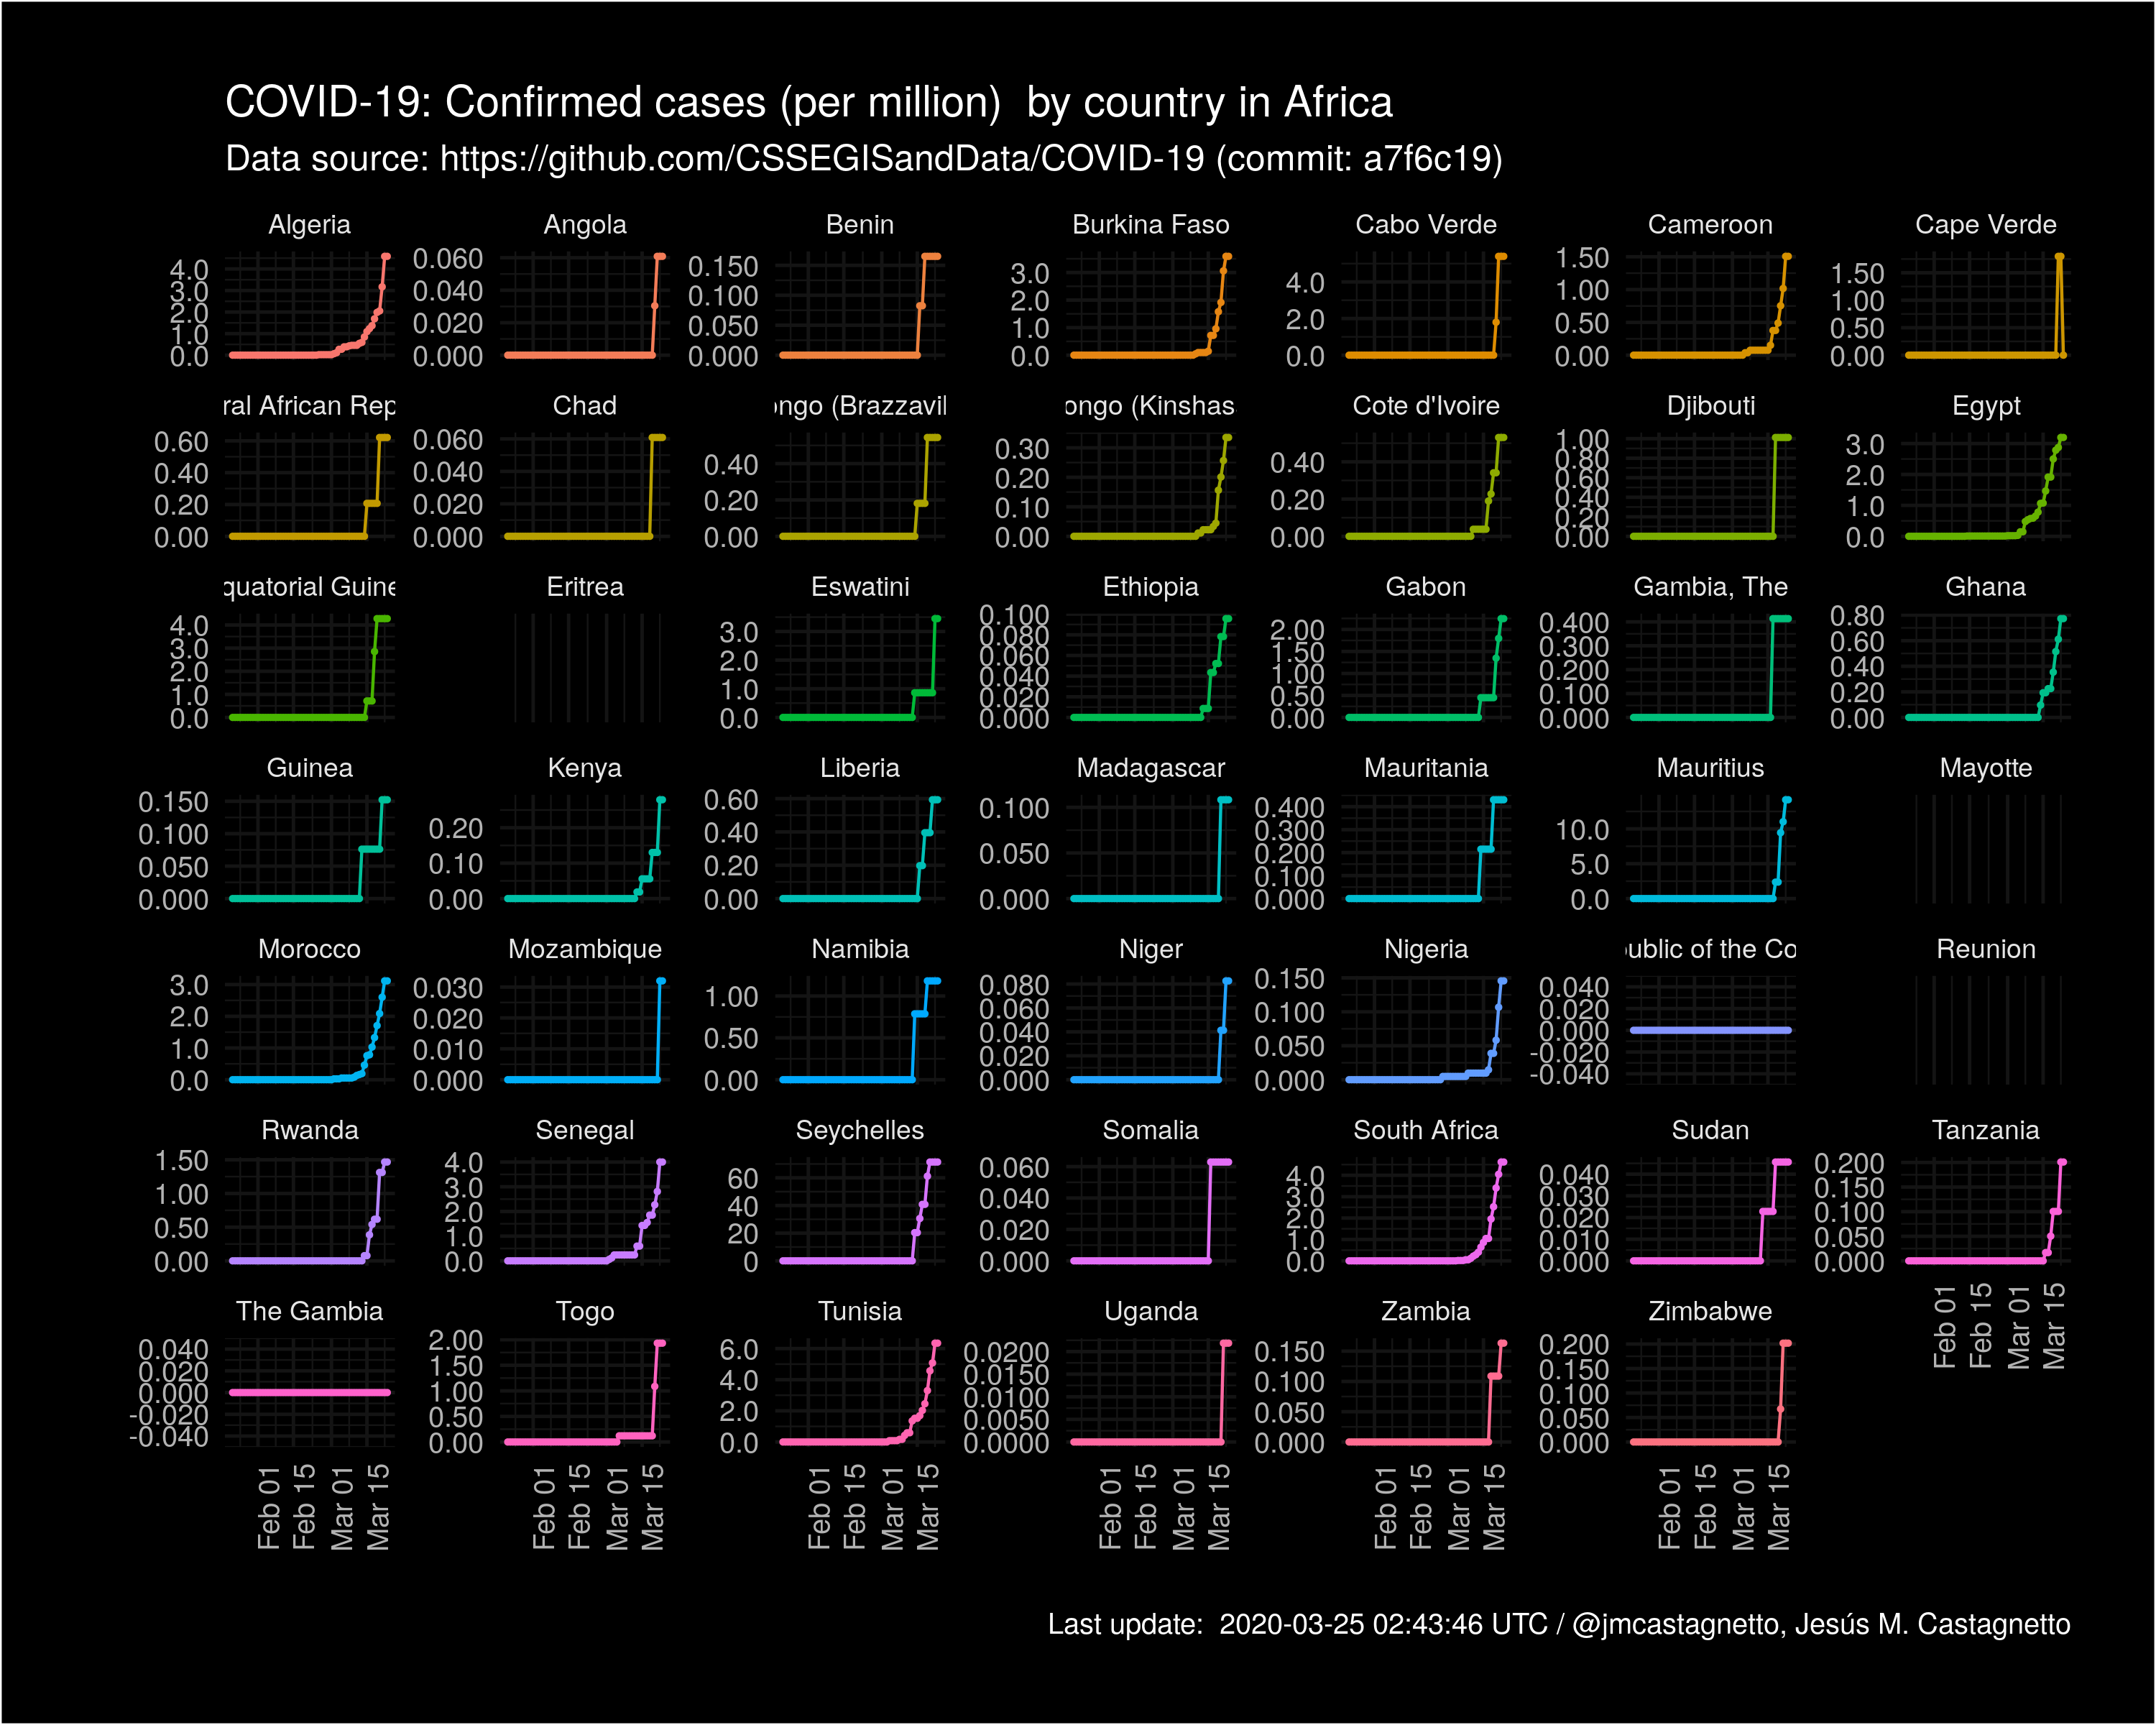 COVID-19: Confirmed cases (per million)  by country in Africa
Data source: https://github.com/CSSEGISandData/COVID-19 (commit: a7f6c19)
Algeria Angola Benin Burkina Faso Cabo Verde Cameroon Cape Verde
4.0 3.0 2.0 1.0 0.0
0.060 0.040 0.020 0.000
0.150 0.100 0.050 0.000
3.0 2.0 1.0 0.0
4.0 2.0 0.0
1.50 1.00 0.50 0.00
1.50 1.00 0.50 0.00
ral African Rep Chad ongo (Brazzavil ongo (Kinshas Cote d'Ivoire Djibouti Egypt
0.60 0.40 0.20 0.00
0.060 0.040 0.020 0.000
0.40 0.20 0.00
0.30 0.20 0.10 0.00
0.40 0.20 0.00
1.00 0.80 0.60 0.40 0.20 0.00
3.0 2.0 1.0 0.0
quatorial Guine Eritrea Eswatini Ethiopia Gabon Gambia, The Ghana
4.0 3.0 2.0 1.0 0.0
3.0 2.0 1.0 0.0
0.100 0.080 0.060 0.040 0.020 0.000
2.00 1.50 1.00 0.50 0.00
0.400 0.300 0.200 0.100 0.000
0.80 0.60 0.40 0.20 0.00
Guinea Kenya Liberia Madagascar Mauritania Mauritius Mayotte
0.150 0.100 0.050 0.000
0.20 0.10 0.00
0.60 0.40 0.20 0.00
0.100 0.050 0.000
0.400 0.300 0.200 0.100 0.000
10.0 5.0 0.0
Morocco Mozambique Namibia Niger Nigeria ublic of the Co Reunion
3.0 2.0 1.0 0.0
0.030 0.020 0.010 0.000
1.00 0.50 0.00
0.080 0.060 0.040 0.020 0.000
0.150 0.100 0.050 0.000
0.040 0.020 0.000 -0.020 -0.040
Rwanda Senegal Seychelles Somalia South Africa Sudan Tanzania
1.50 1.00 0.50 0.00
4.0 3.0 2.0 1.0 0.0
60 40 20 0
0.060 0.040 0.020 0.000
4.0 3.0 2.0 1.0 0.0
0.040 0.030 0.020 0.010 0.000
0.200 0.150 0.100 0.050 0.000
Feb 01 Feb 15 Mar 01 Mar 15
The Gambia Togo Tunisia Uganda Zambia Zimbabwe
0.040 0.020 0.000 -0.020 -0.040
2.00 1.50 1.00 0.50 0.00
6.0 4.0 2.0 0.0
0.0200 0.0150 0.0100 0.0050 0.0000
0.150 0.100 0.050 0.000
0.200 0.150 0.100 0.050 0.000
Feb 01 Feb 15 Mar 01 Mar 15
Feb 01 Feb 15 Mar 01 Mar 15
Feb 01 Feb 15 Mar 01 Mar 15
Feb 01 Feb 15 Mar 01 Mar 15
Feb 01 Feb 15 Mar 01 Mar 15
Feb 01 Feb 15 Mar 01 Mar 15
Last update:  2020-03-25 02:43:46 UTC / @jmcastagnetto, Jesús M. Castagnetto